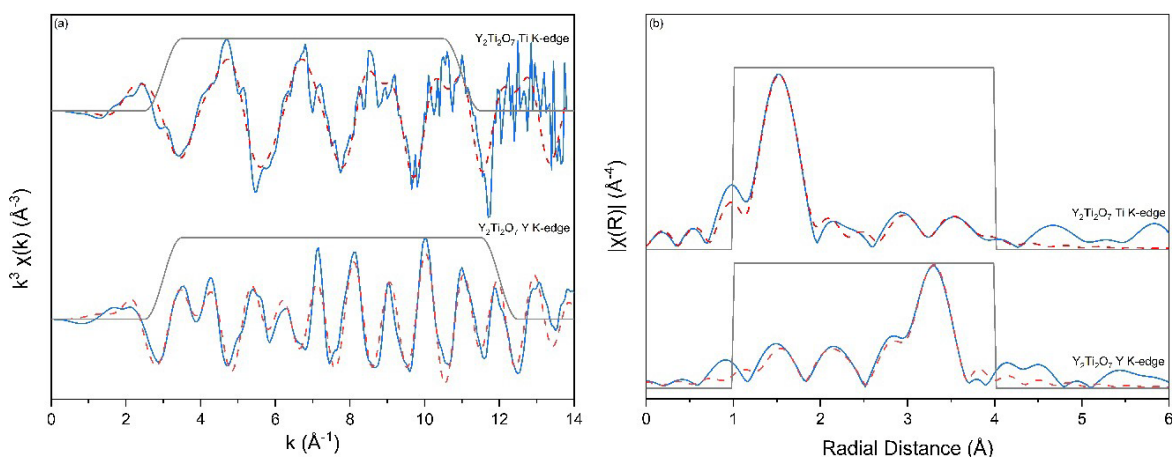 (a)
Y₂Ti₂O₇ Ti K-edge
Y₂Ti₂O₇ Y K-edge
k³ χ(k) (Å⁻³)
0 2 4 6 8 10 12 14
k (Å⁻¹)
(b)
Y₂Ti₂O₇ Ti K-edge
Y₂Ti₂O₇ Y K-edge
|χ(R)| (Å⁻⁴)
0 1 2 3 4 5 6
Radial Distance (Å)